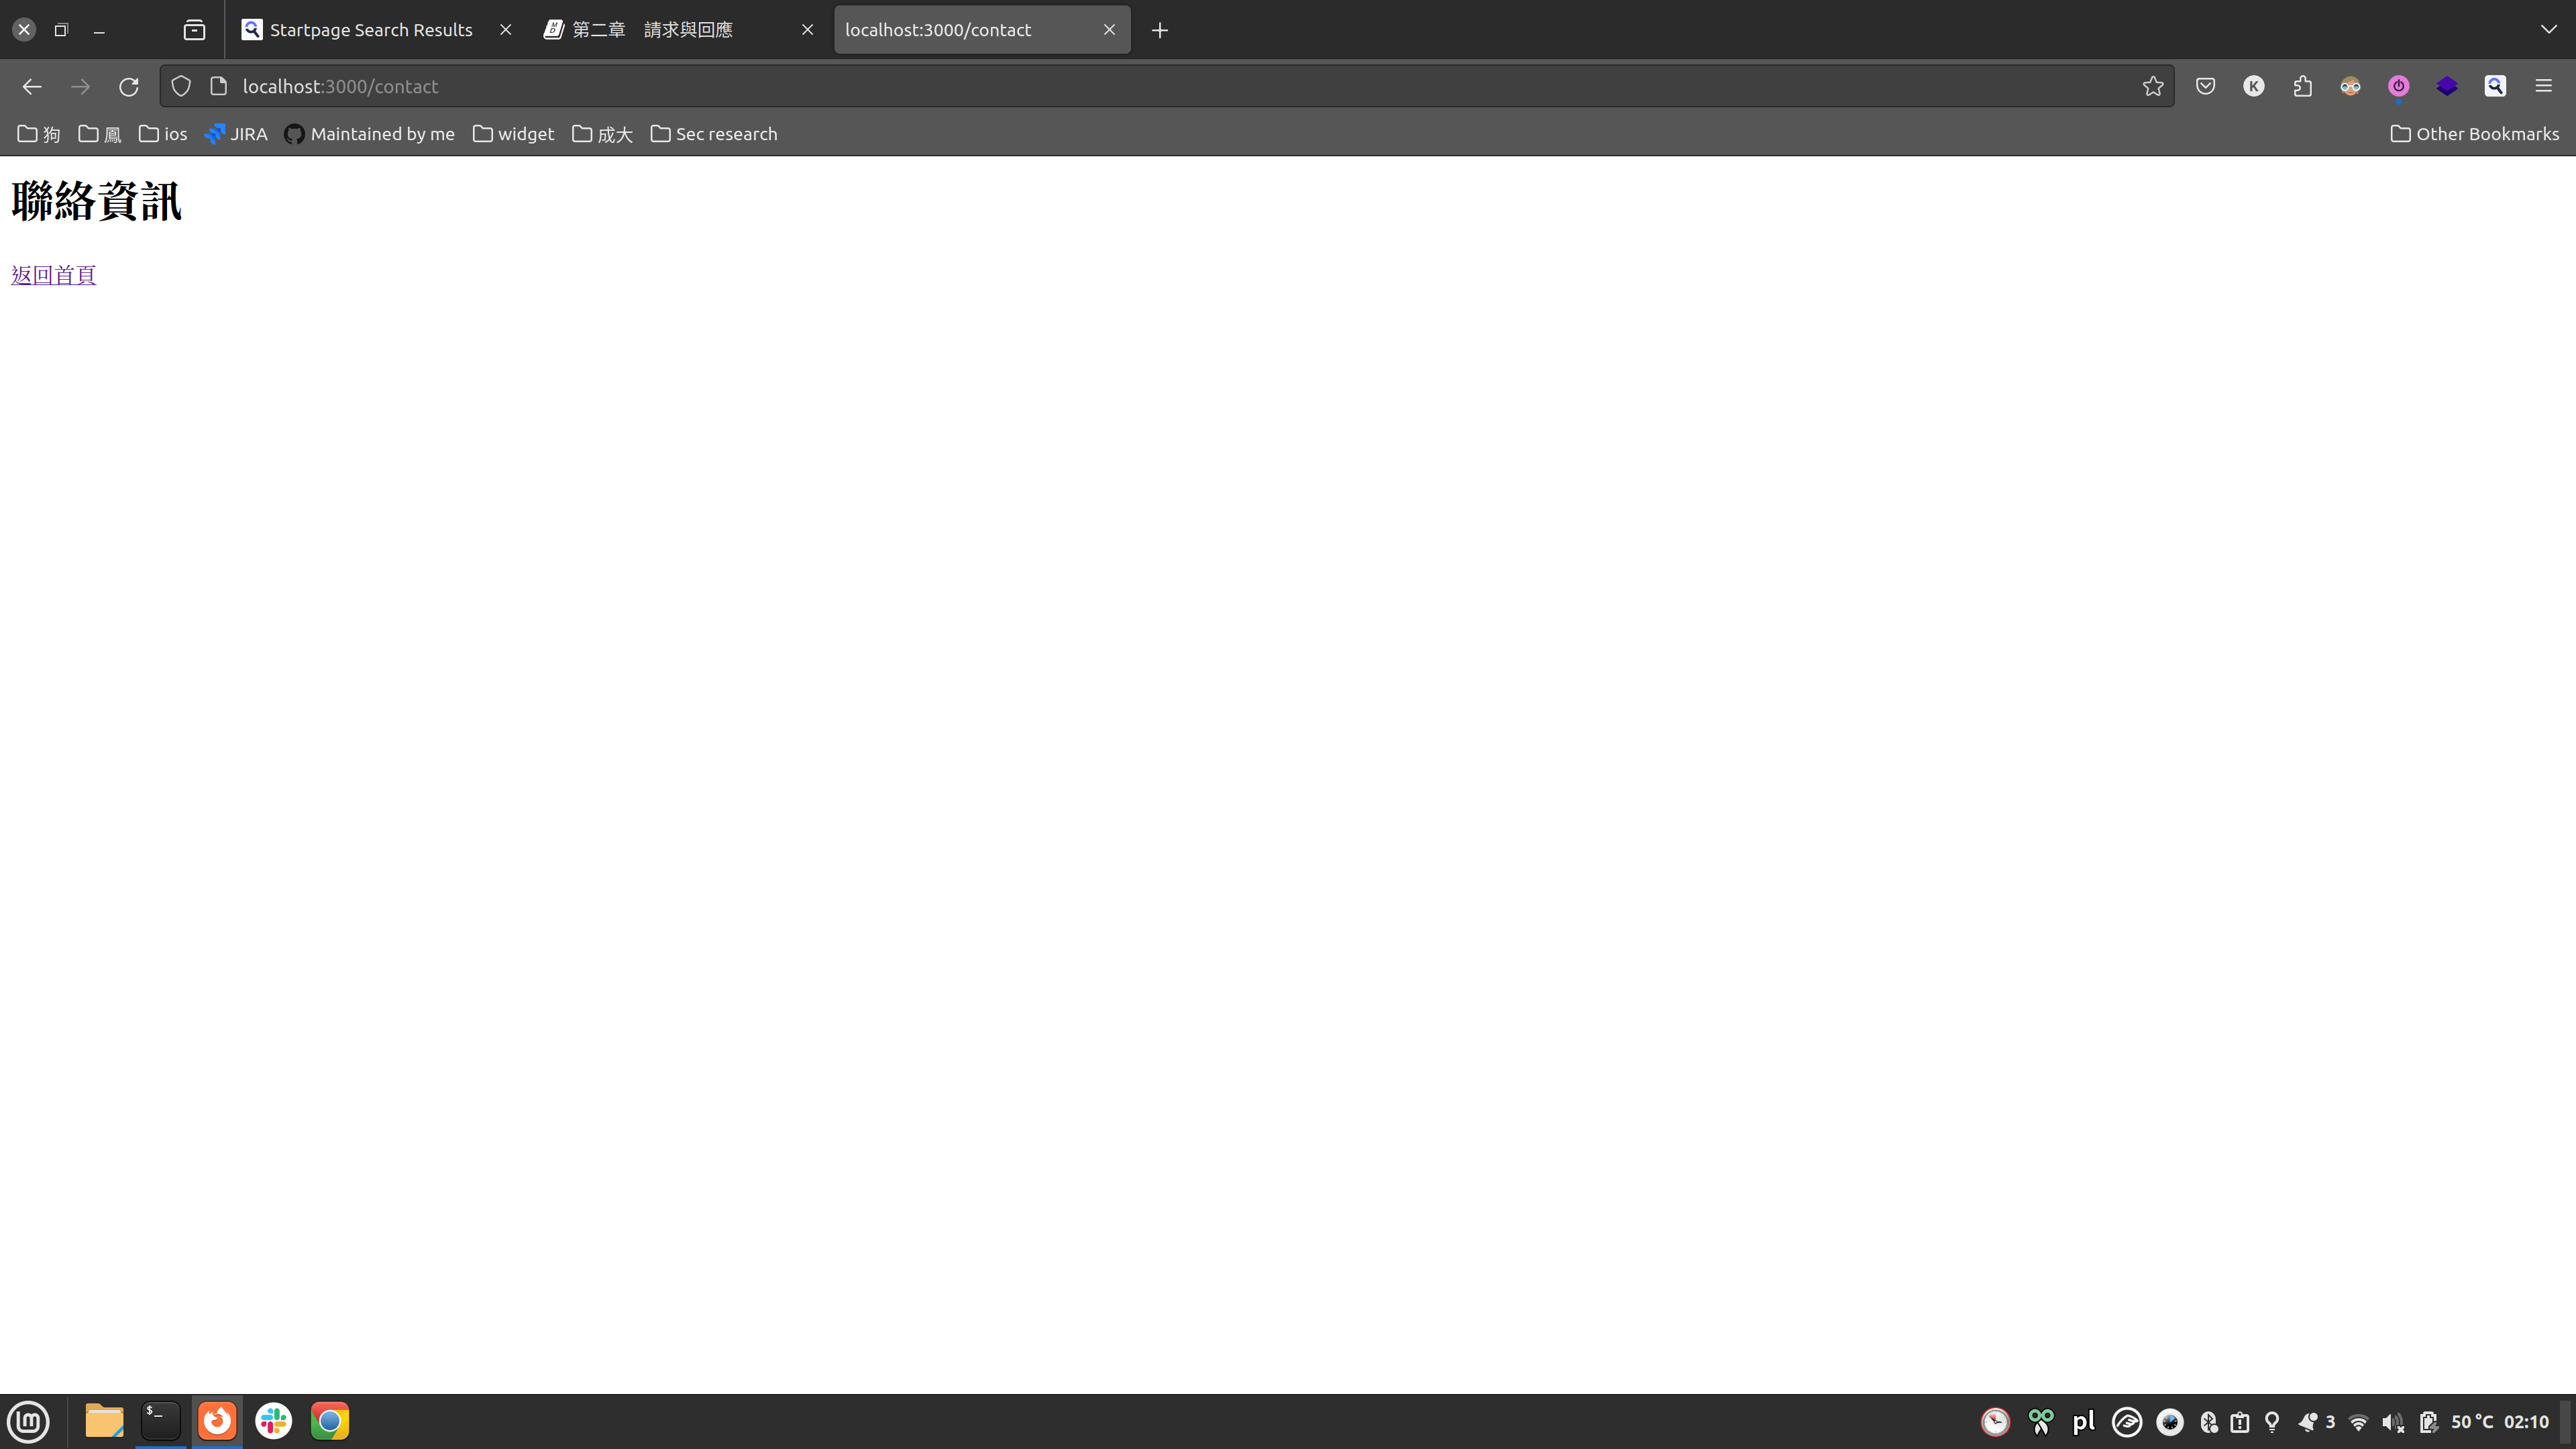 Startpage Search Results
第二章　請求與回應
localhost:3000/contact
localhost:3000/contact
K
狗
鳳
ios
JIRA
Maintained by me
widget
成大
Sec research
Other Bookmarks
聯絡資訊
返回首頁
$_
pl
3
50 °C
02:10